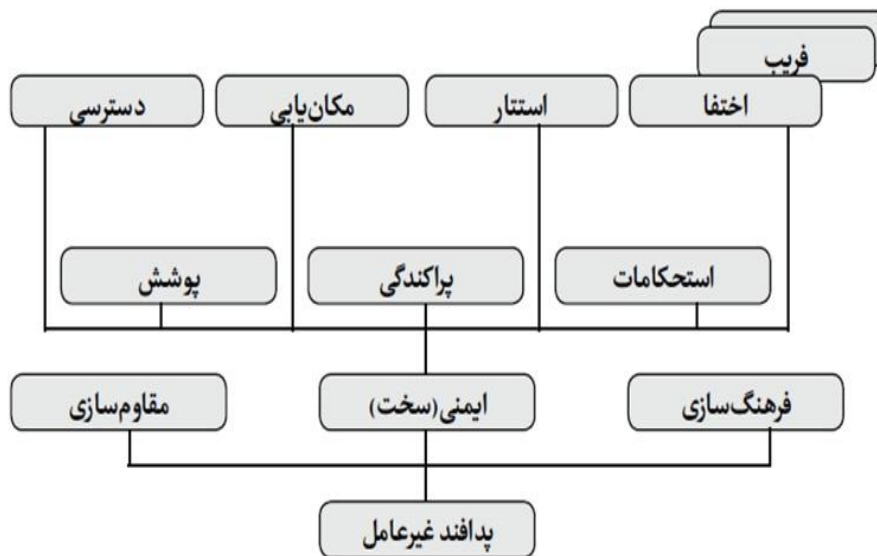 فریب
اختفا
استتار
مکان‌یابی
دسترسی
استحکامات
پراکندگی
پوشش
فرهنگ‌سازی
ایمنی(سخت)
مقاوم‌سازی
پدافند غیرعامل